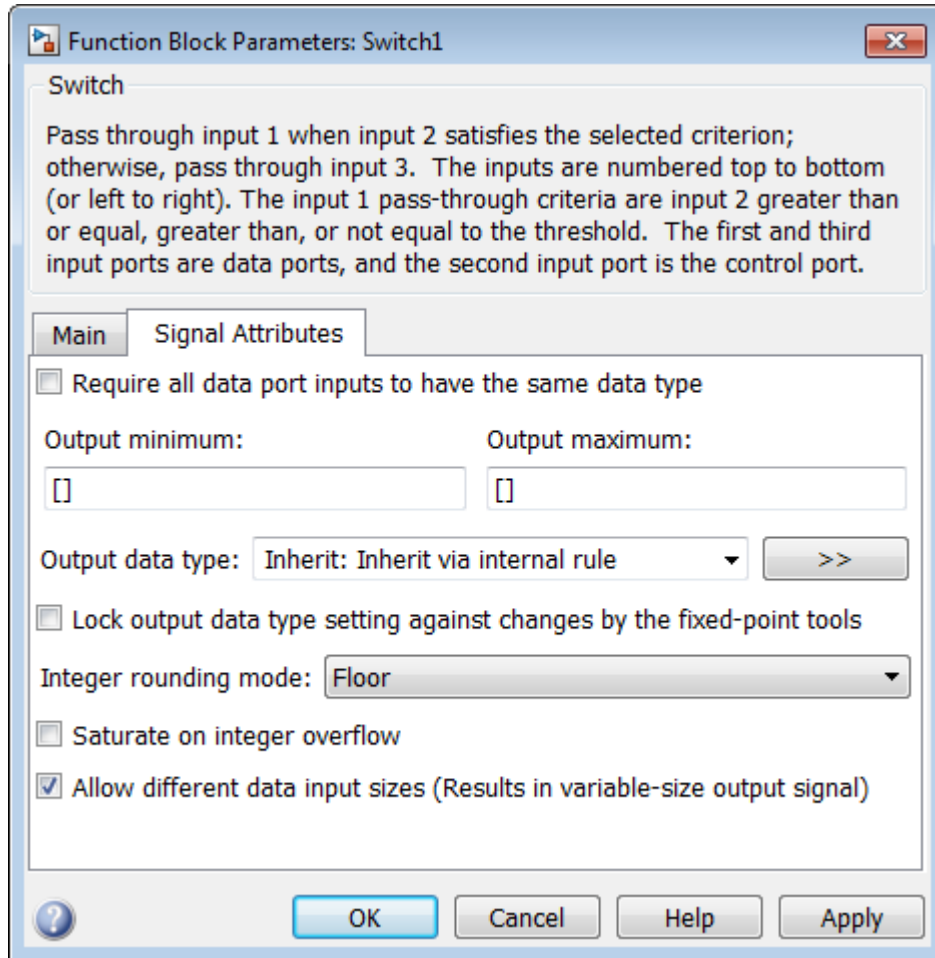 Function Block Parameters: Switch1
Switch
Pass through input 1 when input 2 satisfies the selected criterion;
otherwise, pass through input 3.  The inputs are numbered top to bottom
(or left to right). The input 1 pass-through criteria are input 2 greater than
or equal, greater than, or not equal to the threshold.  The first and third
input ports are data ports, and the second input port is the control port.
Main Signal Attributes
Require all data port inputs to have the same data type
Output minimum: Output maximum:
[] []
Output data type: Inherit: Inherit via internal rule >>
Lock output data type setting against changes by the fixed-point tools
Integer rounding mode: Floor
Saturate on integer overflow
Allow different data input sizes (Results in variable-size output signal)
? OK Cancel Help Apply